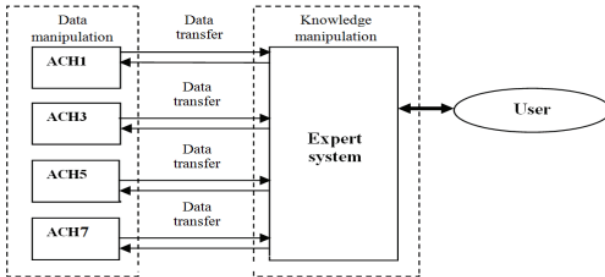 Data
manipulation
Data
transfer
Knowledge
manipulation
ACH1
Data
transfer
ACH3
User
Expert
system
Data
transfer
ACH5
Data
transfer
ACH7